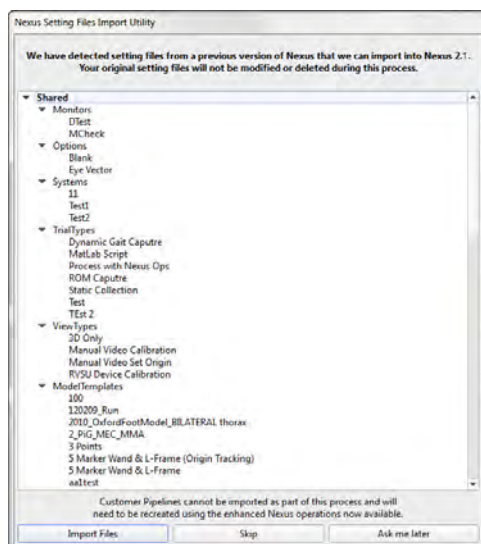 Nexus Setting Files Import Utility
We have detected setting files from a previous version of Nexus that we can import into Nexus 2.1.
Your original setting files will not be modified or deleted during this process.
Shared
Monitors
DTest
MCheck
Options
Blank
Eye Vector
Systems
11
Test1
Test2
TrialTypes
Dynamic Gait Caputre
MatLab Script
Process with Nexus Ops
ROM Caputre
Static Collection
Test
TEst 2
ViewTypes
3D Only
Manual Video Calibration
Manual Video Set Origin
RVSU Device Calibration
ModelTemplates
100
120209_Run
2010_OxfordFootModel_BILATERAL thorax
2_PiG_MEC_MMA
3 Points
5 Marker Wand & L-Frame (Origin Tracking)
5 Marker Wand & L-Frame
aa1test
Customer Pipelines cannot be imported as part of this process and will
need to be recreated using the enhanced Nexus operations now available.
Import Files Skip Ask me later